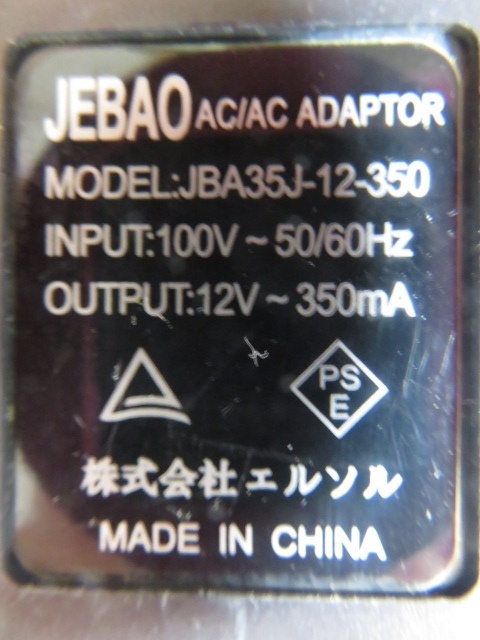 JEBAO AC/AC ADAPTOR
MODEL:JBA35J-12-350
INPUT:100V ~ 50/60Hz
OUTPUT:12V ~ 350mA
PS
E
株式会社エルソル
MADE IN CHINA